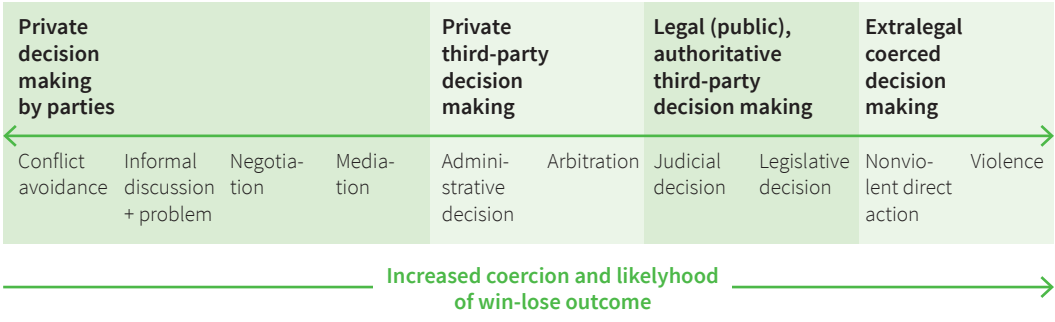 Private
decision
making
by parties
Private
third-party
decision
making
Legal (public),
authoritative
third-party
decision making
Extralegal
coerced
decision
making
Conflict
avoidance
Informal
discussion
+ problem
Negotia-
tion
Media-
tion
Admini-
strative
decision
Arbitration
Judicial
decision
Legislative
decision
Nonvio-
lent direct
action
Violence
Increased coercion and likelyhood
of win-lose outcome